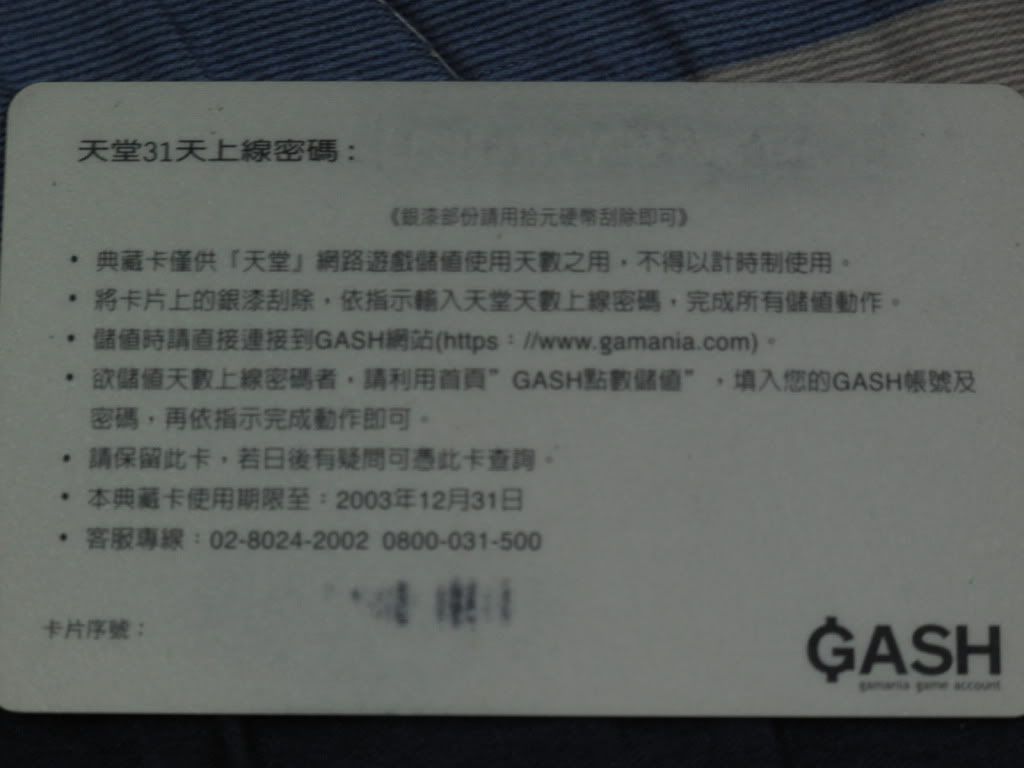 天堂31天上線密碼：
《銀漆部份請用拾元硬幣刮除即可》
• 典藏卡僅供「天堂」網路遊戲儲值使用天數之用，不得以計時制使用。
• 將卡片上的銀漆刮除，依指示輸入天堂天數上線密碼，完成所有儲值動作。
• 儲值時請直接連接到GASH網站(https：//www.gamania.com)。
• 欲儲值天數上線密碼者，請利用首頁”GASH點數儲值”，填入您的GASH帳號及
密碼，再依指示完成動作即可。
• 請保留此卡，若日後有疑問可憑此卡查詢。
• 本典藏卡使用期限至：2003年12月31日
• 客服專線：02-8024-2002 0800-031-500
卡片序號：
GASH
gamania game account